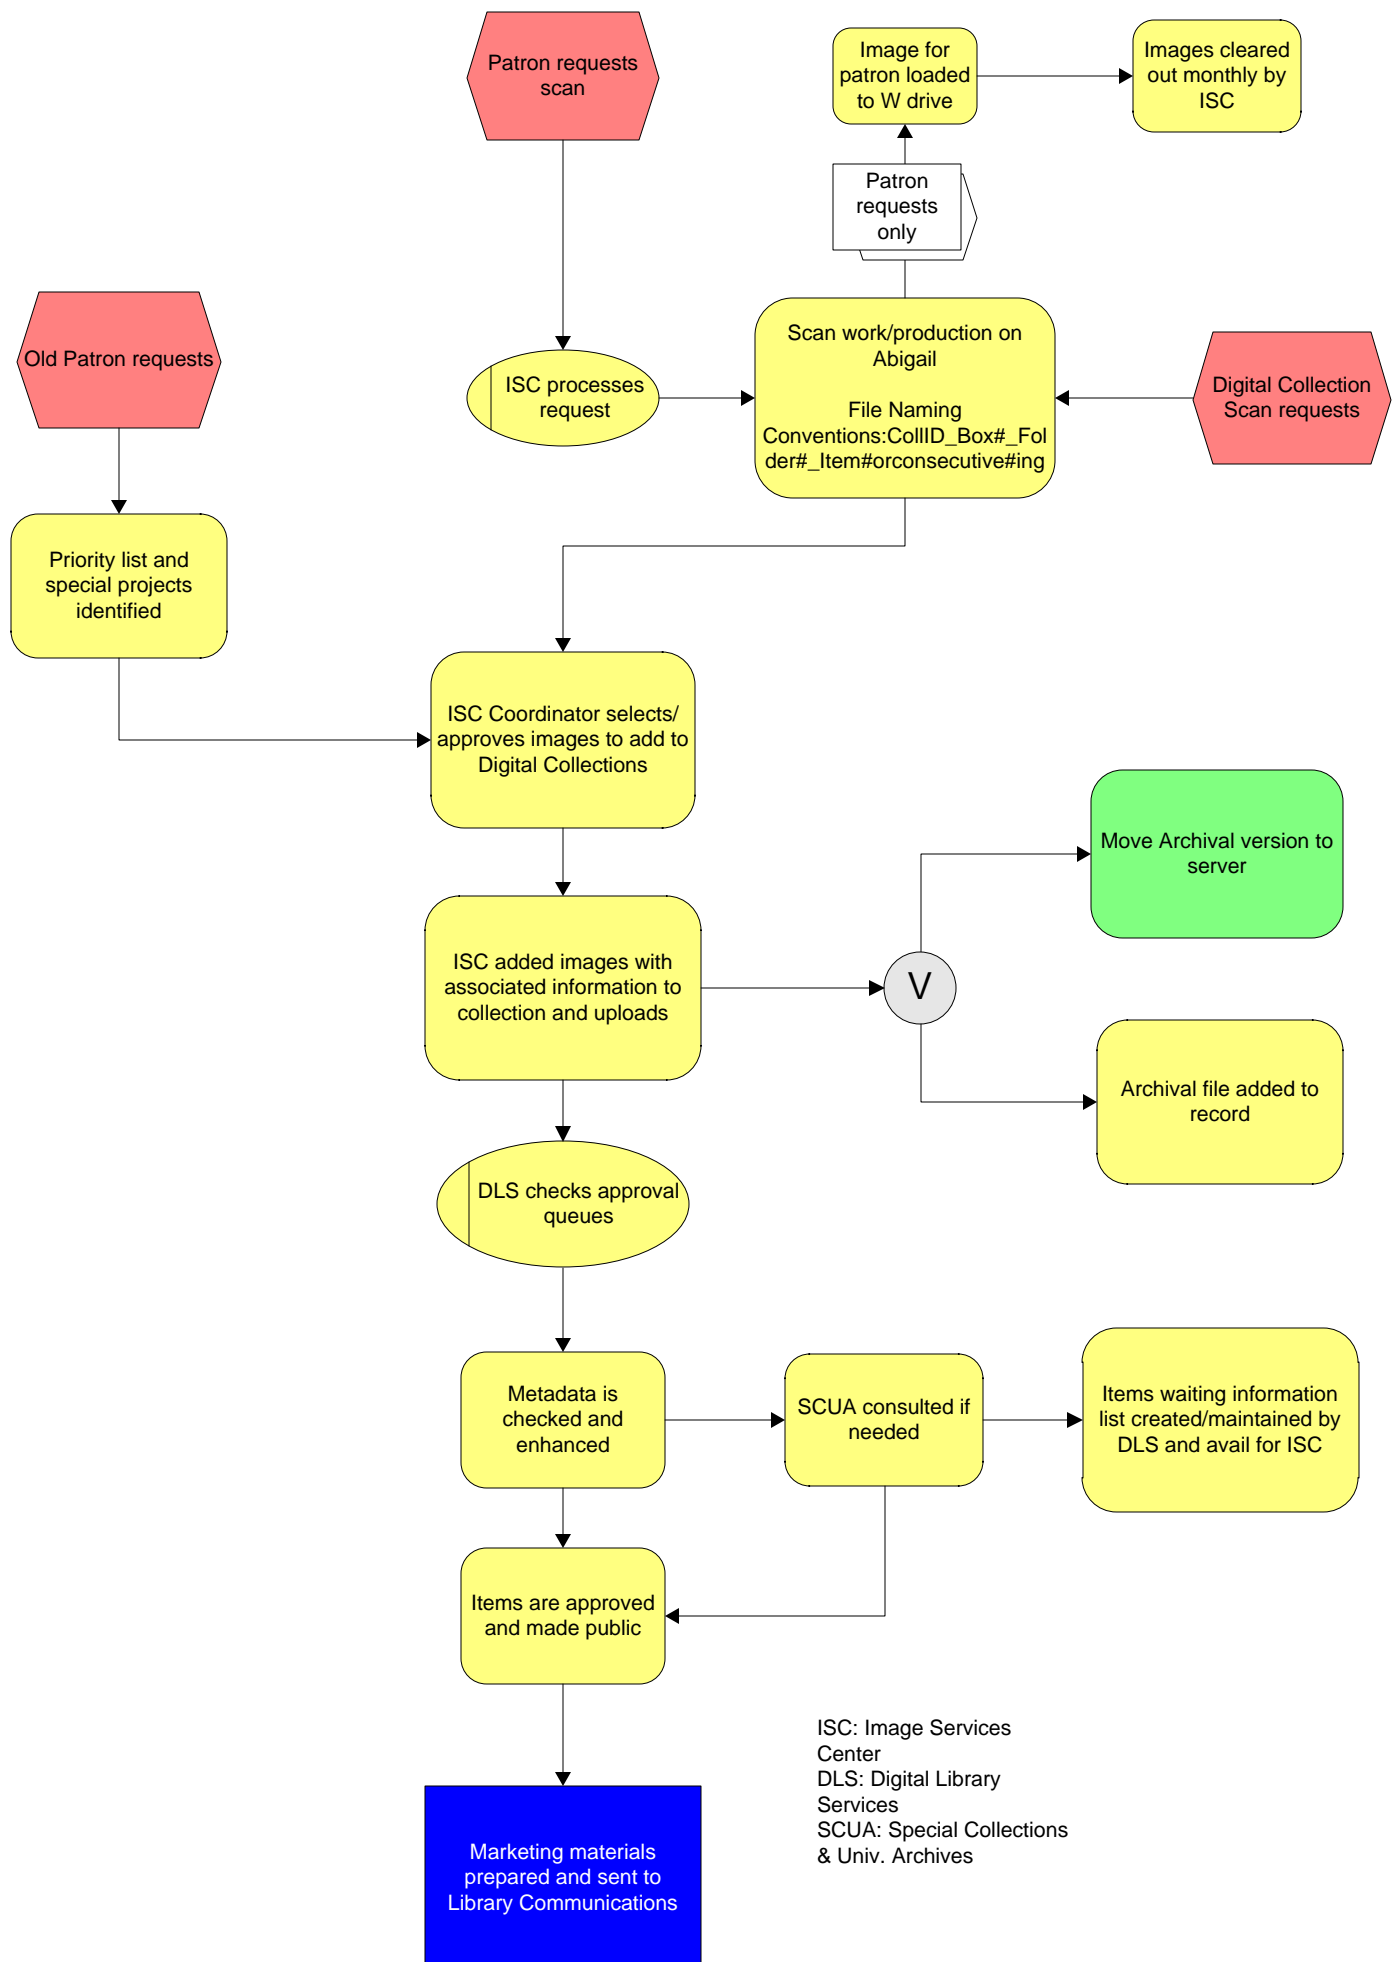 Patron requests
scan
Image for
patron loaded
to W drive
Images cleared
out monthly by
ISC
Patron
requests
only
Old Patron requests
ISC processes
request
Scan work/production on
Abigail
File Naming
Conventions:CollID_Box#_Fol
der#_Item#orconsecutive#ing
Digital Collection
Scan requests
Priority list and
special projects
identified
ISC Coordinator selects/
approves images to add to
Digital Collections
Move Archival version to
server
ISC added images with
associated information to
collection and uploads
V
Archival file added to
record
DLS checks approval
queues
Metadata is
checked and
enhanced
SCUA consulted if
needed
Items waiting information
list created/maintained by
DLS and avail for ISC
Items are approved
and made public
ISC: Image Services
Center
DLS: Digital Library
Services
SCUA: Special Collections
& Univ. Archives
Marketing materials
prepared and sent to
Library Communications